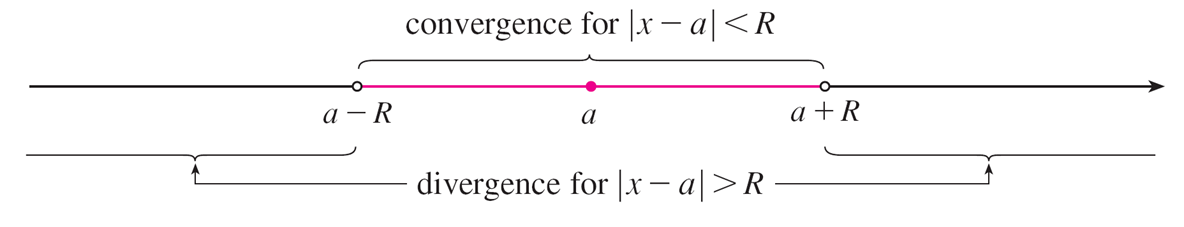 convergence for |x − a| < R
a − R a a + R
divergence for |x − a| > R